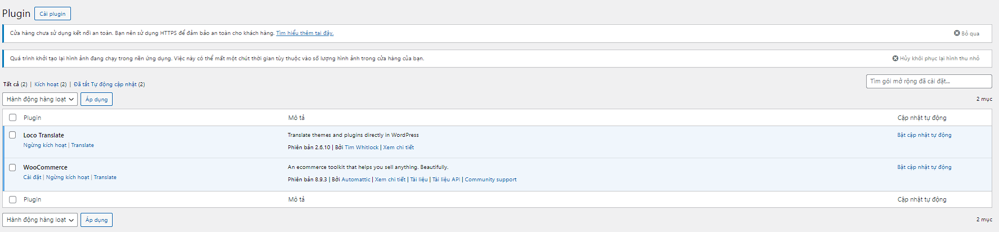 Plugin Cài plugin
Cửa hàng chưa sử dụng kết nối an toàn. Bạn nên sử dụng HTTPS để đảm bảo an toàn cho khách hàng. Tìm hiểu thêm tại đây. Bỏ qua
Quá trình khởi tạo lại hình ảnh đang chạy trong nền ứng dụng. Việc này có thể mất một chút thời gian tùy thuộc vào số lượng hình ảnh trong cửa hàng của bạn. Hủy khôi phục lại hình thu nhỏ
Tất cả (2) | Kích hoạt (2) | Đã tắt Tự động cập nhật (2) Tìm gói mở rộng đã cài đặt...
Hành động hàng loạt Áp dụng 2 mục
Plugin Mô tả Cập nhật tự động
Loco Translate Translate themes and plugins directly in WordPress Bật cập nhật tự động
Ngừng kích hoạt | Translate Phiên bản 2.6.10 | Bởi Tim Whitlock | Xem chi tiết
WooCommerce An ecommerce toolkit that helps you sell anything. Beautifully. Bật cập nhật tự động
Cài đặt | Ngừng kích hoạt | Translate Phiên bản 8.9.3 | Bởi Automattic | Xem chi tiết | Tài liệu | Tài liệu API | Community support
Plugin Mô tả Cập nhật tự động
Hành động hàng loạt Áp dụng 2 mục